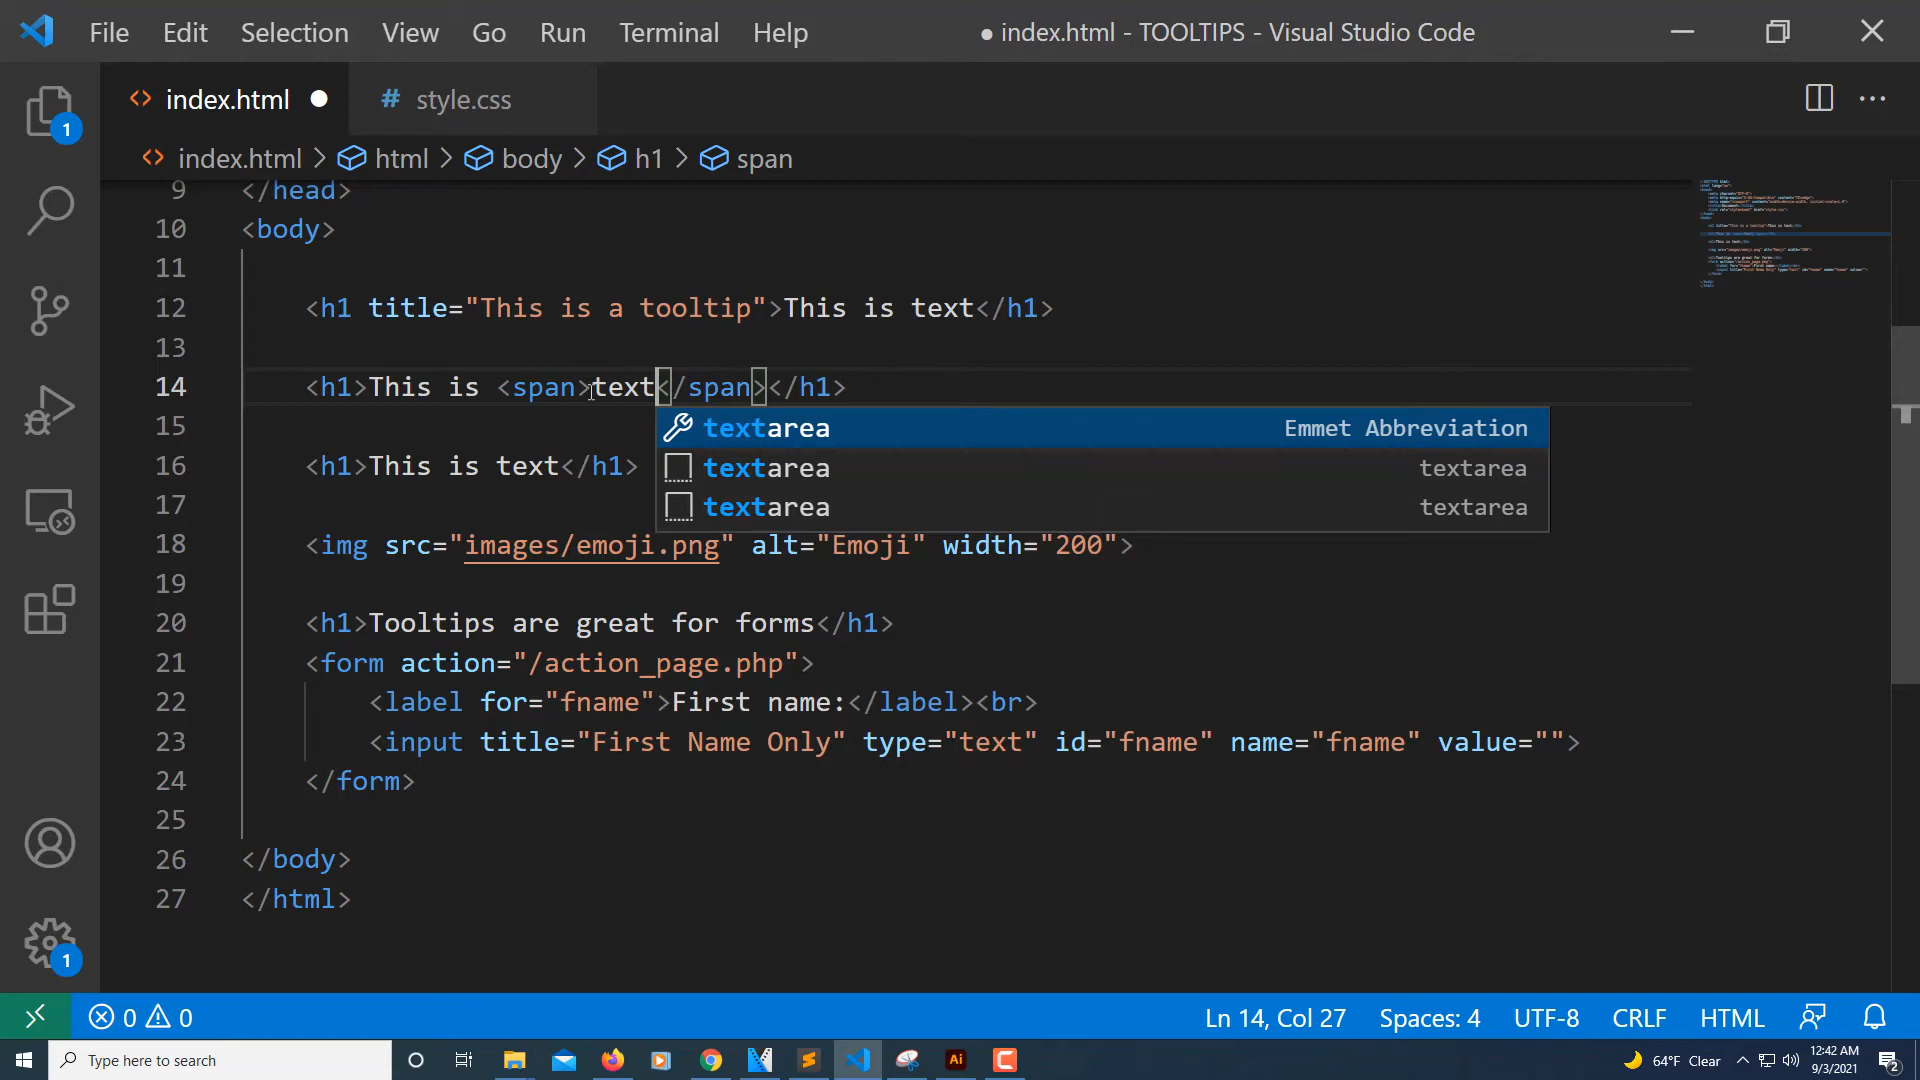 File Edit Selection View Go Run Terminal Help ● index.html - TOOLTIPS - Visual Studio Code
<> index.html ● # style.css ...
<> index.html > html > body > h1 > span
9 </head>
10 <body>
11
12 <h1 title="This is a tooltip">This is text</h1>
13
14 <h1>This is <span>text</span></h1>
15 textarea Emmet Abbreviation
16 <h1>This is text</h1> textarea textarea
17 textarea textarea
18 <img src="images/emoji.png" alt="Emoji" width="200">
19
20 <h1>Tooltips are great for forms</h1>
21 <form action="/action_page.php">
22 <label for="fname">First name:</label><br>
23 <input title="First Name Only" type="text" id="fname" name="fname" value="">
24 </form>
25
26 </body>
27 </html>
1
1
0 0 Ln 14, Col 27 Spaces: 4 UTF-8 CRLF HTML
Type here to search Ai 64°F Clear 12:42 AM
9/3/2021 2